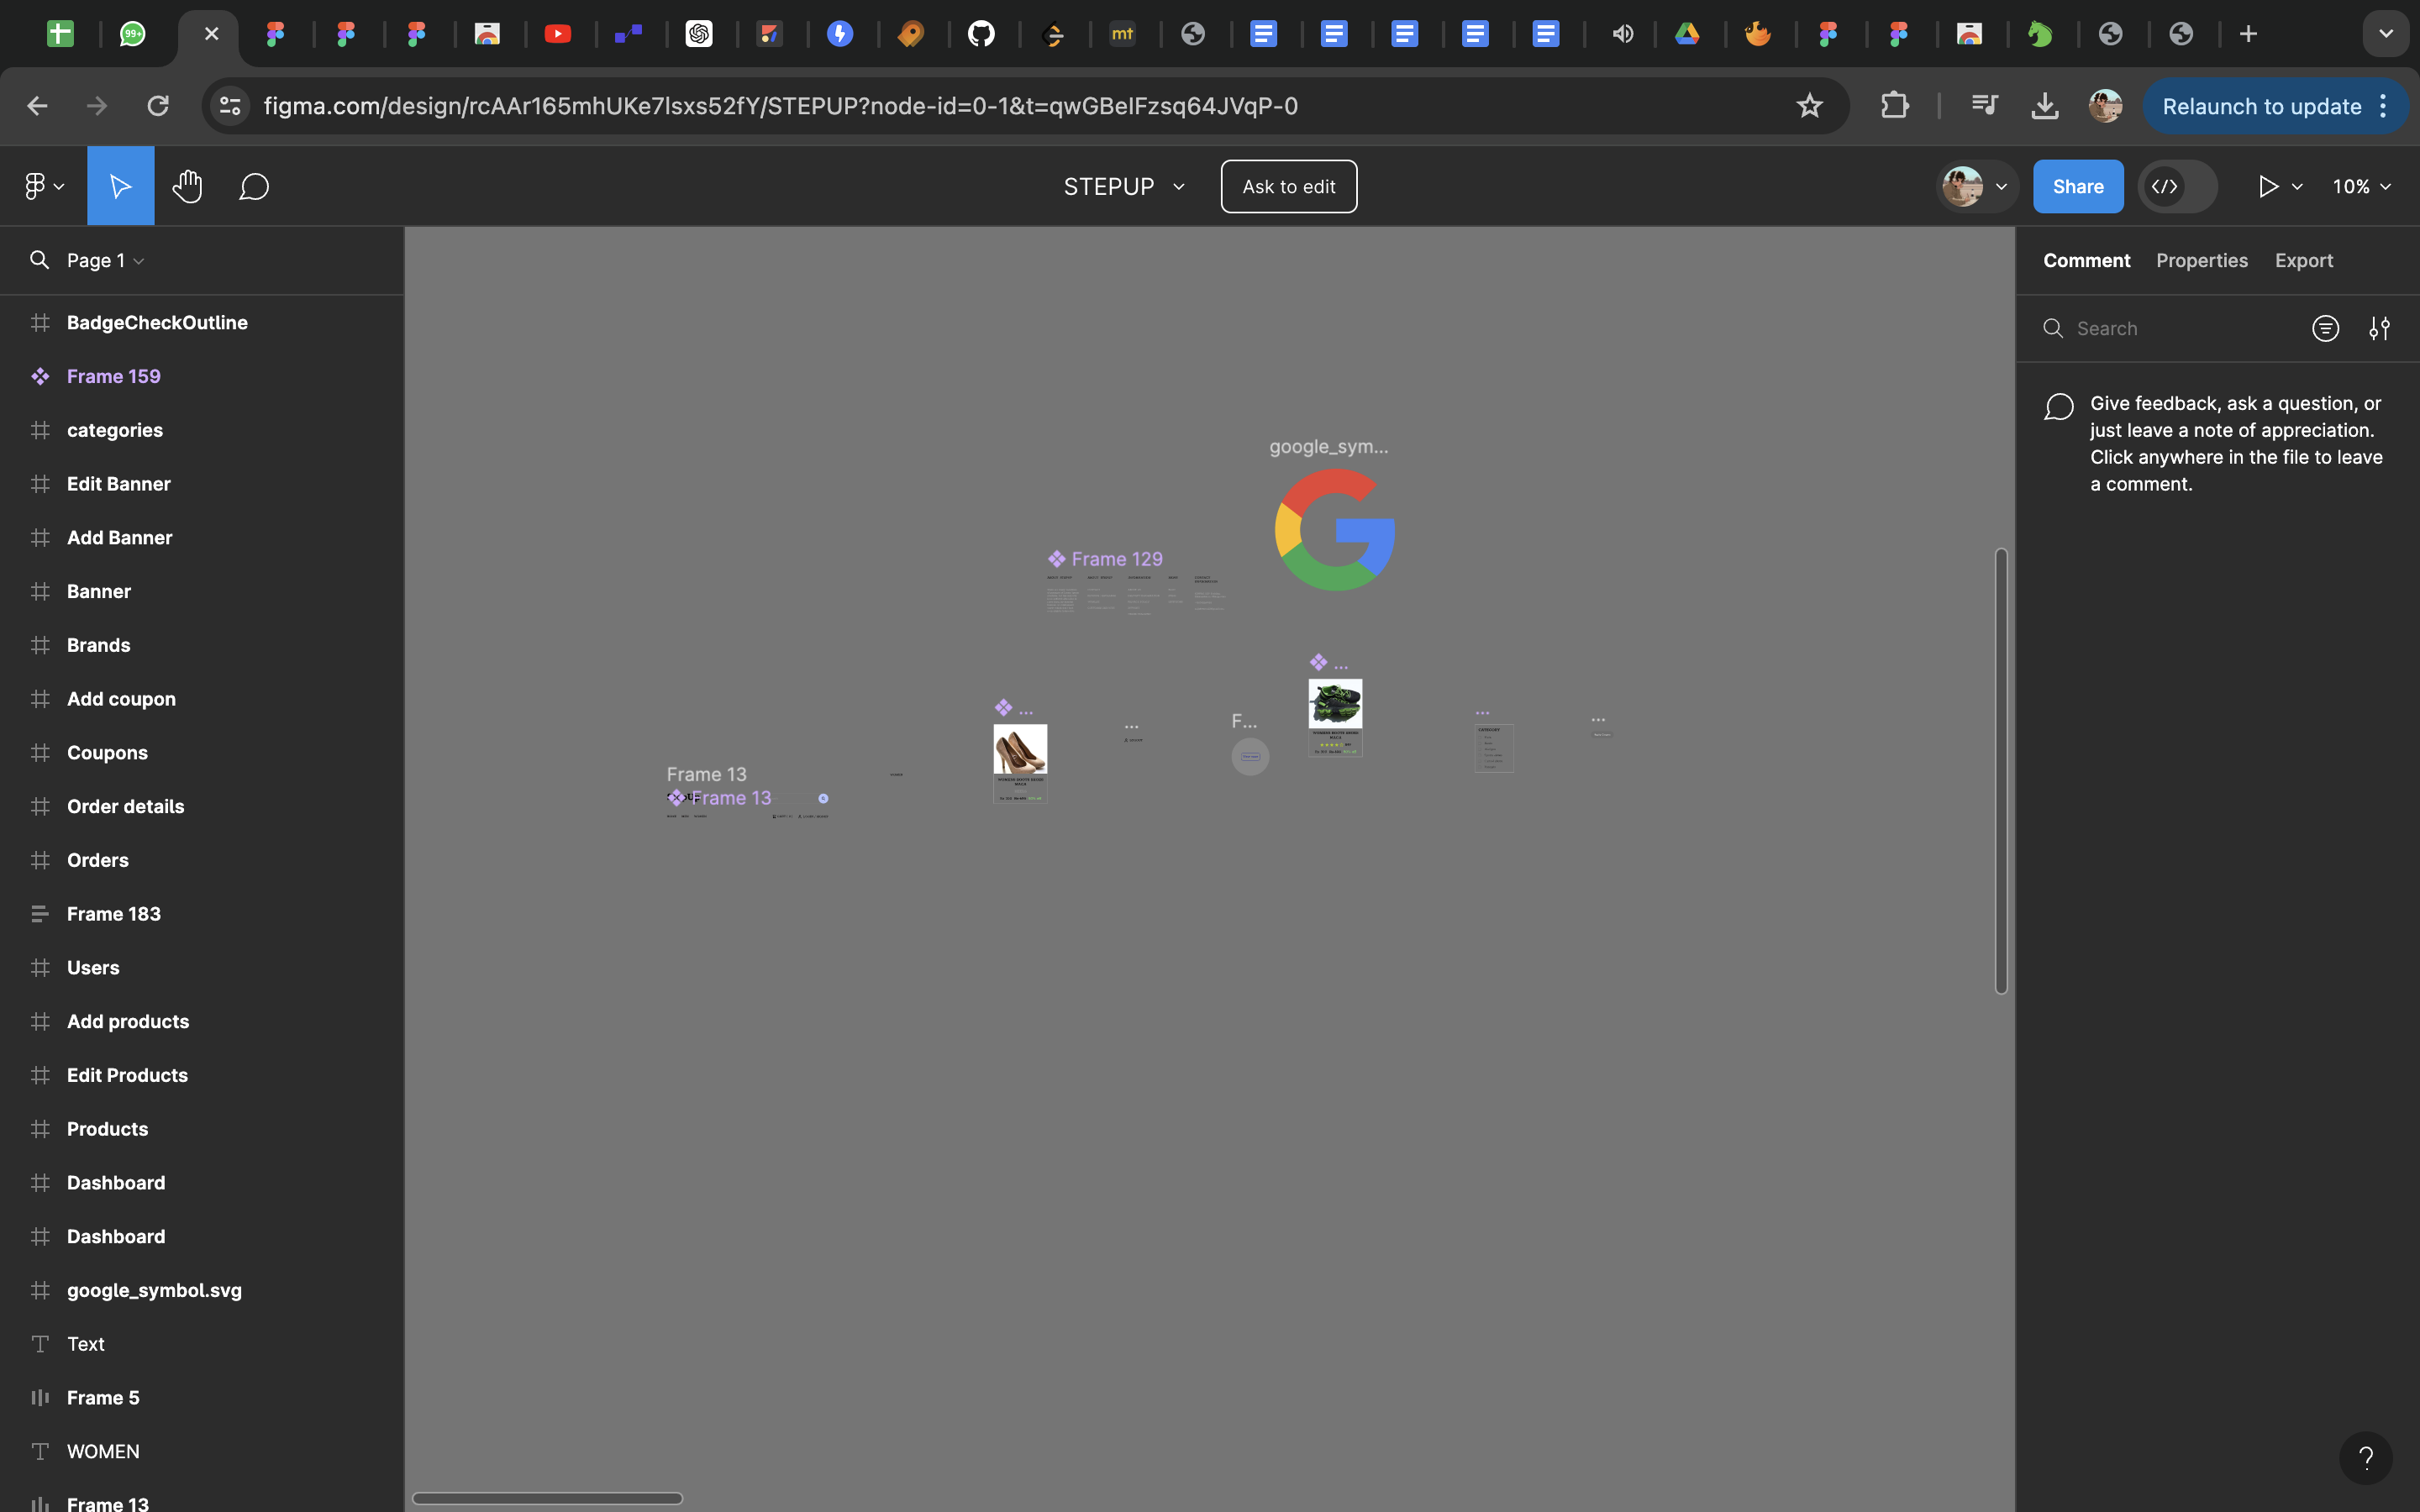 99+
mt
figma.com/design/rcAAr165mhUKe7lsxs52fY/STEPUP?node-id=0-1&t=qwGBeIFzsq64JVqP-0
Relaunch to update
STEPUP
Ask to edit
Share
10%
Page 1
Comment
Properties
Export
Search
Give feedback, ask a question, or
just leave a note of appreciation.
Click anywhere in the file to leave
a comment.
BadgeCheckOutline
Frame 159
categories
Edit Banner
Add Banner
Banner
Brands
Add coupon
Coupons
Order details
Orders
Frame 183
Users
Add products
Edit Products
Products
Dashboard
Dashboard
google_symbol.svg
Text
Frame 5
WOMEN
Frame 13
google_sym...
Frame 129
...
...
F...
...
...
...
CATEGORY
Frame 13
Frame 13
?